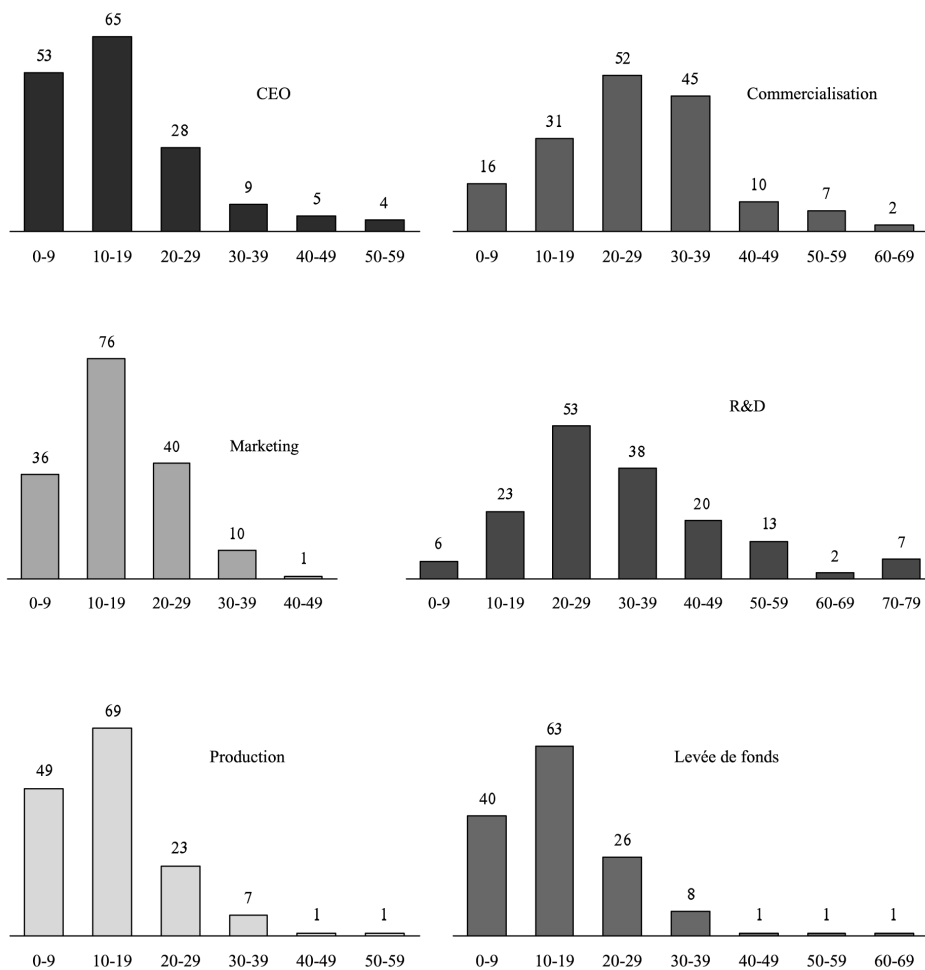 CEO
53 65 28 9 5 4
0-9 10-19 20-29 30-39 40-49 50-59
Commercialisation
16 31 52 45 10 7 2
0-9 10-19 20-29 30-39 40-49 50-59 60-69
Marketing
36 76 40 10 1
0-9 10-19 20-29 30-39 40-49
R&D
6 23 53 38 20 13 2 7
0-9 10-19 20-29 30-39 40-49 50-59 60-69 70-79
Production
49 69 23 7 1 1
0-9 10-19 20-29 30-39 40-49 50-59
Levée de fonds
40 63 26 8 1 1 1
0-9 10-19 20-29 30-39 40-49 50-59 60-69